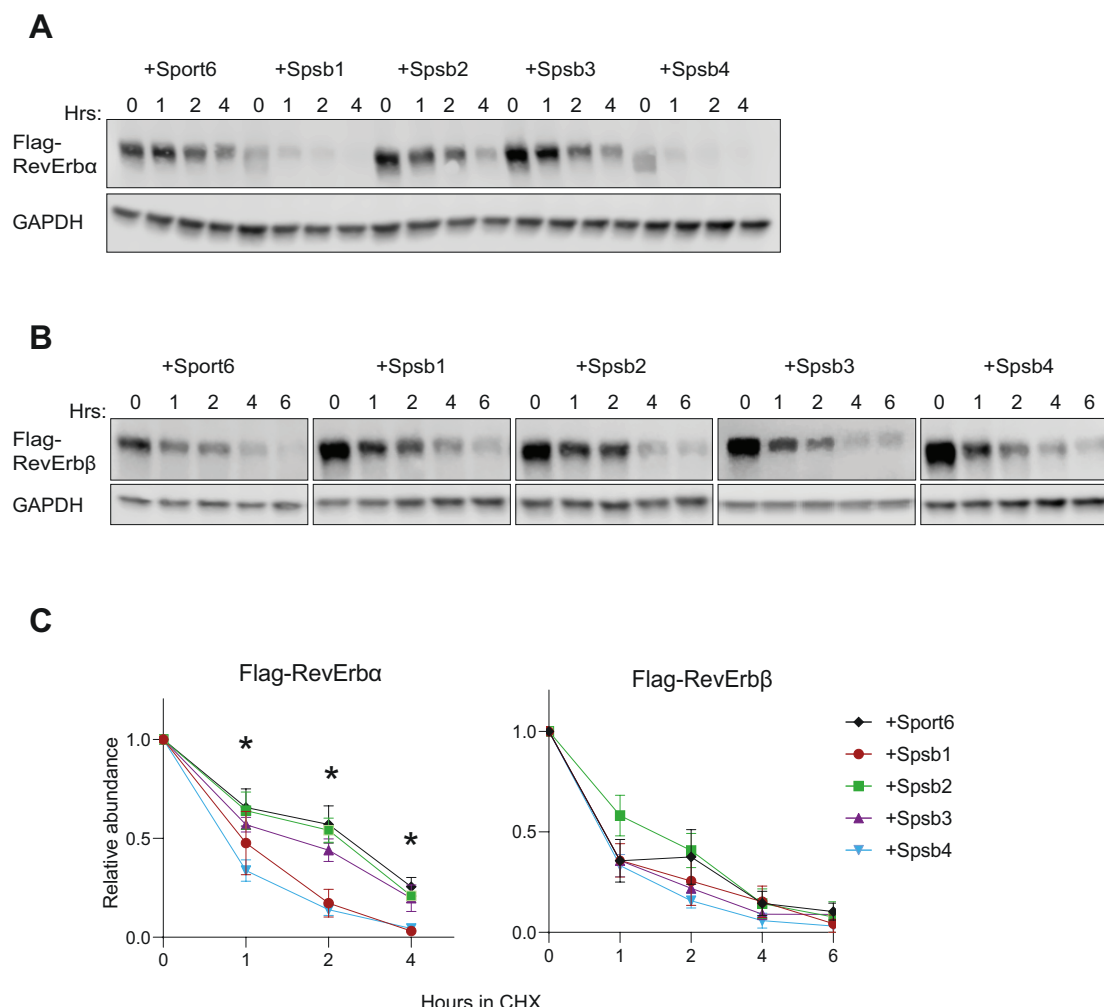 A
+Sport6 +Spsb1 +Spsb2 +Spsb3 +Spsb4
Hrs: 0 1 2 4 0 1 2 4 0 1 2 4 0 1 2 4 0 1 2 4
Flag-
RevErbα
GAPDH
B
+Sport6 +Spsb1 +Spsb2 +Spsb3 +Spsb4
Hrs: 0 1 2 4 6 0 1 2 4 6 0 1 2 4 6 0 1 2 4 6 0 1 2 4 6
Flag-
RevErbβ
GAPDH
C
Flag-RevErbα
Relative abundance
1.0
0.5
0.0
0 1 2 4
* * *
Flag-RevErbβ
1.0
0.5
0.0
0 1 2 4 6
+Sport6
+Spsb1
+Spsb2
+Spsb3
+Spsb4
Hours in CHX